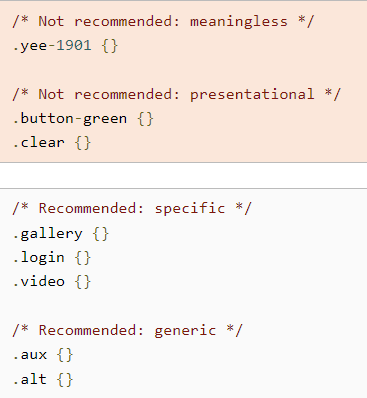 /* Not recommended: meaningless */
.yee-1901 {}
/* Not recommended: presentational */
.button-green {}
.clear {}
/* Recommended: specific */
.gallery {}
.login {}
.video {}
/* Recommended: generic */
.aux {}
.alt {}